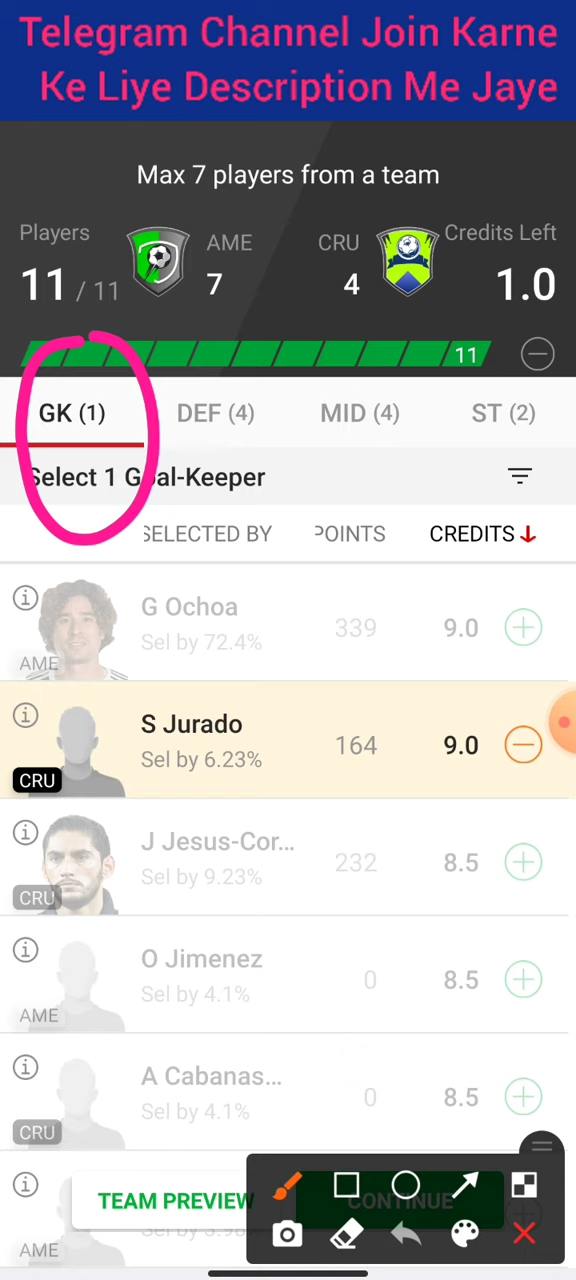 Telegram Channel Join Karne
Ke Liye Description Me Jaye
Max 7 players from a team
Players
AME
CRU
Credits Left
11 / 11
7
4
1.0
11
GK (1)
DEF (4)
MID (4)
ST (2)
Select 1 Goal-Keeper
SELECTED BY
POINTS
CREDITS
G Ochoa
Sel by 72.4%
339
9.0
AME
S Jurado
Sel by 6.23%
164
9.0
CRU
J Jesus-Cor...
Sel by 9.23%
232
8.5
CRU
O Jimenez
Sel by 4.1%
0
8.5
AME
A Cabanas...
Sel by 4.1%
0
8.5
CRU
TEAM PREVIEW
CONTINUE
AME